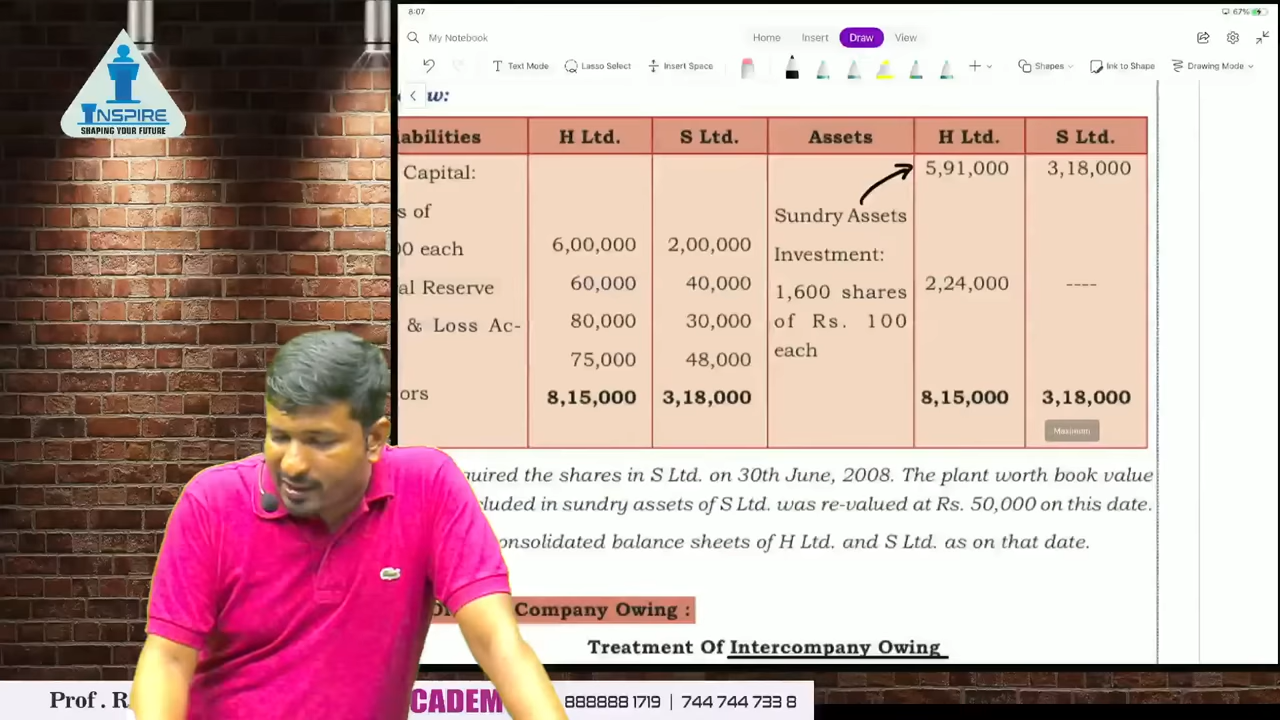 8:07
67%
My Notebook
Home Insert Draw View
Text Mode Lasso Select Insert Space Shapes Ink to Shape Drawing Mode
INSPIRE
SHAPING YOUR FUTURE
w:
abilities H Ltd. S Ltd. Assets H Ltd. S Ltd.
Capital: 5,91,000 3,18,000
s of Sundry Assets
00 each 6,00,000 2,00,000 Investment:
al Reserve 60,000 40,000 1,600 shares 2,24,000 ----
& Loss Ac- 80,000 30,000 of Rs. 100
75,000 48,000 each
ors 8,15,000 3,18,000 8,15,000 3,18,000
Maximum
quired the shares in S Ltd. on 30th June, 2008. The plant worth book value
cluded in sundry assets of S Ltd. was re-valued at Rs. 50,000 on this date.
onsolidated balance sheets of H Ltd. and S Ltd. as on that date.
Company Owing :
Treatment Of Intercompany Owing
Prof . R ACADEM 888888 1719 | 744 744 733 8